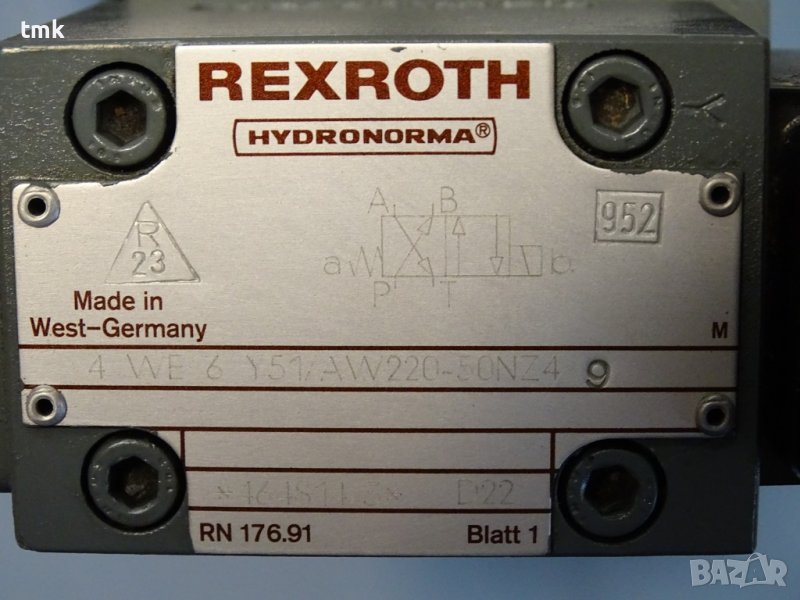 tmk
REXROTH
HYDRONORMA®
R
23
A B
a b
P T
952
Made in
West-Germany
M
4 WE 6 Y51/AW220-50NZ4 9
RN 176.91 Blatt 1
BAZAR